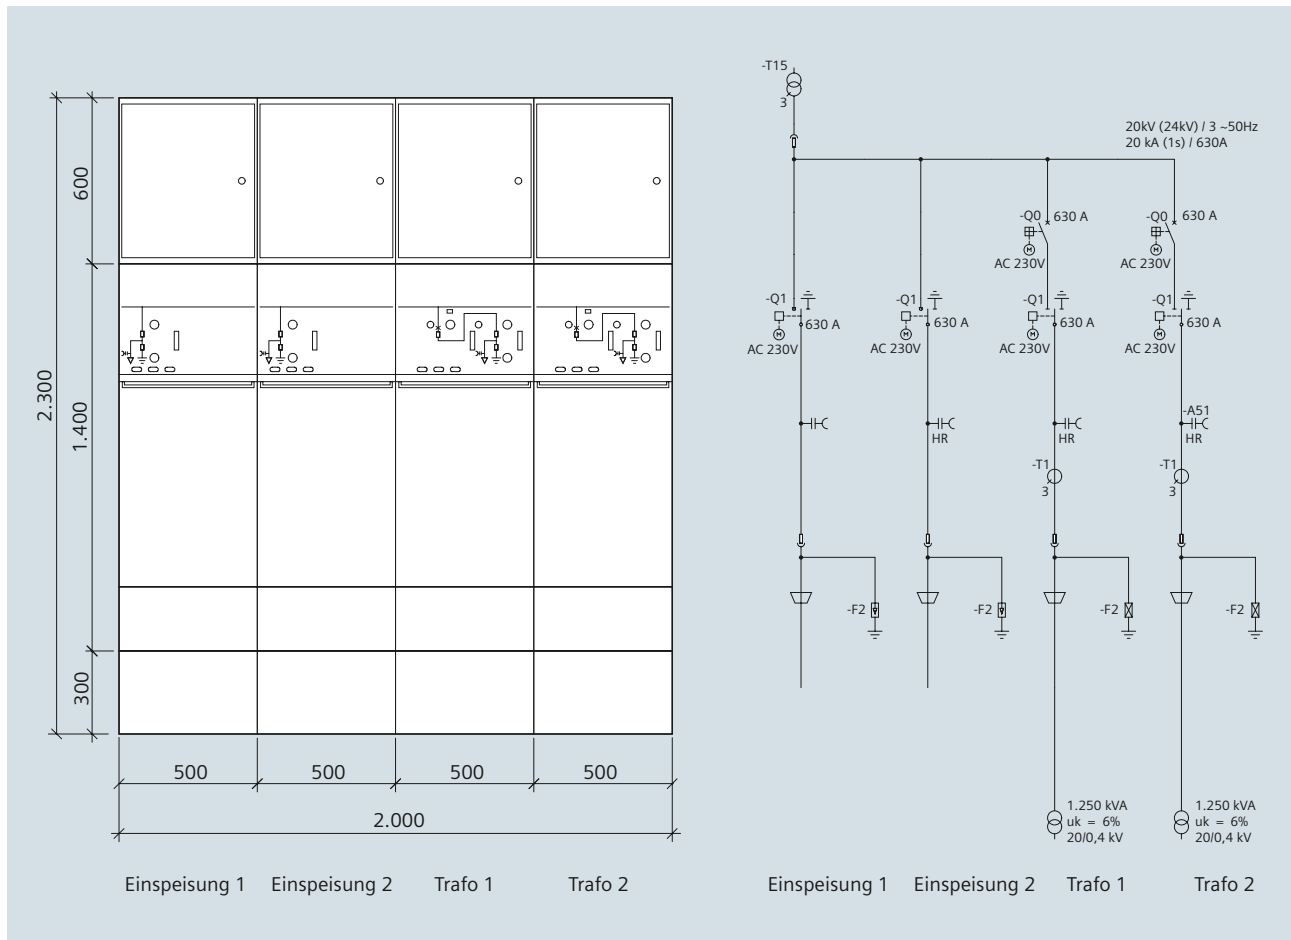 600
2.300
1.400
300
500
500
500
500
2.000
Einspeisung 1
Einspeisung 2
Trafo 1
Trafo 2
-T15
3
20kV (24kV) / 3 ~50Hz
20 kA (1s) / 630A
-Q0
630 A
M
AC 230V
-Q0
630 A
M
AC 230V
-Q1
630 A
M
AC 230V
-Q1
630 A
M
AC 230V
-Q1
630 A
M
AC 230V
-Q1
630 A
M
AC 230V
HR
HR
-A51
HR
-T1
3
-T1
3
-F2
-F2
-F2
-F2
1.250 kVA
uk = 6%
20/0,4 kV
1.250 kVA
uk = 6%
20/0,4 kV
Einspeisung 1
Einspeisung 2
Trafo 1
Trafo 2